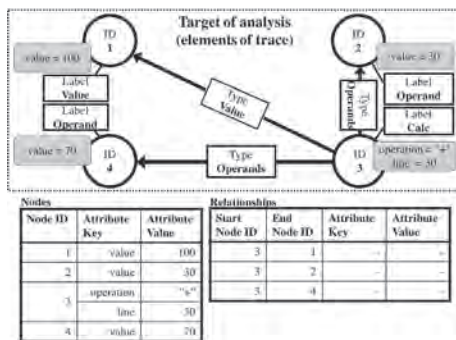 Target of analysis
(elements of trace)
ID
1
ID
2
value = 100
value = 30
Label
Value
Label
Operand
Type
Value
Type
Operands
Label
Operand
Label
Calc
value = 70
ID
4
Type
Operands
ID
3
operation = "+"
line = 50
Nodes
Node ID Attribute Key Attribute Value
1 value 100
2 value 30
3 operation "+"
line 50
4 value 70
Relationships
Start Node ID End Node ID Attribute Key Attribute Value
3 1 - -
3 2 - -
3 4 - -